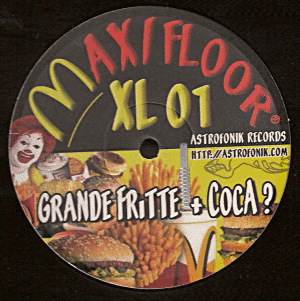 MAXIFLOOR®
XL 01
ASTROFONIK RECORDS
HTTP://ASTROFONIK.COM
GRANDE FRITTE + COCA ?